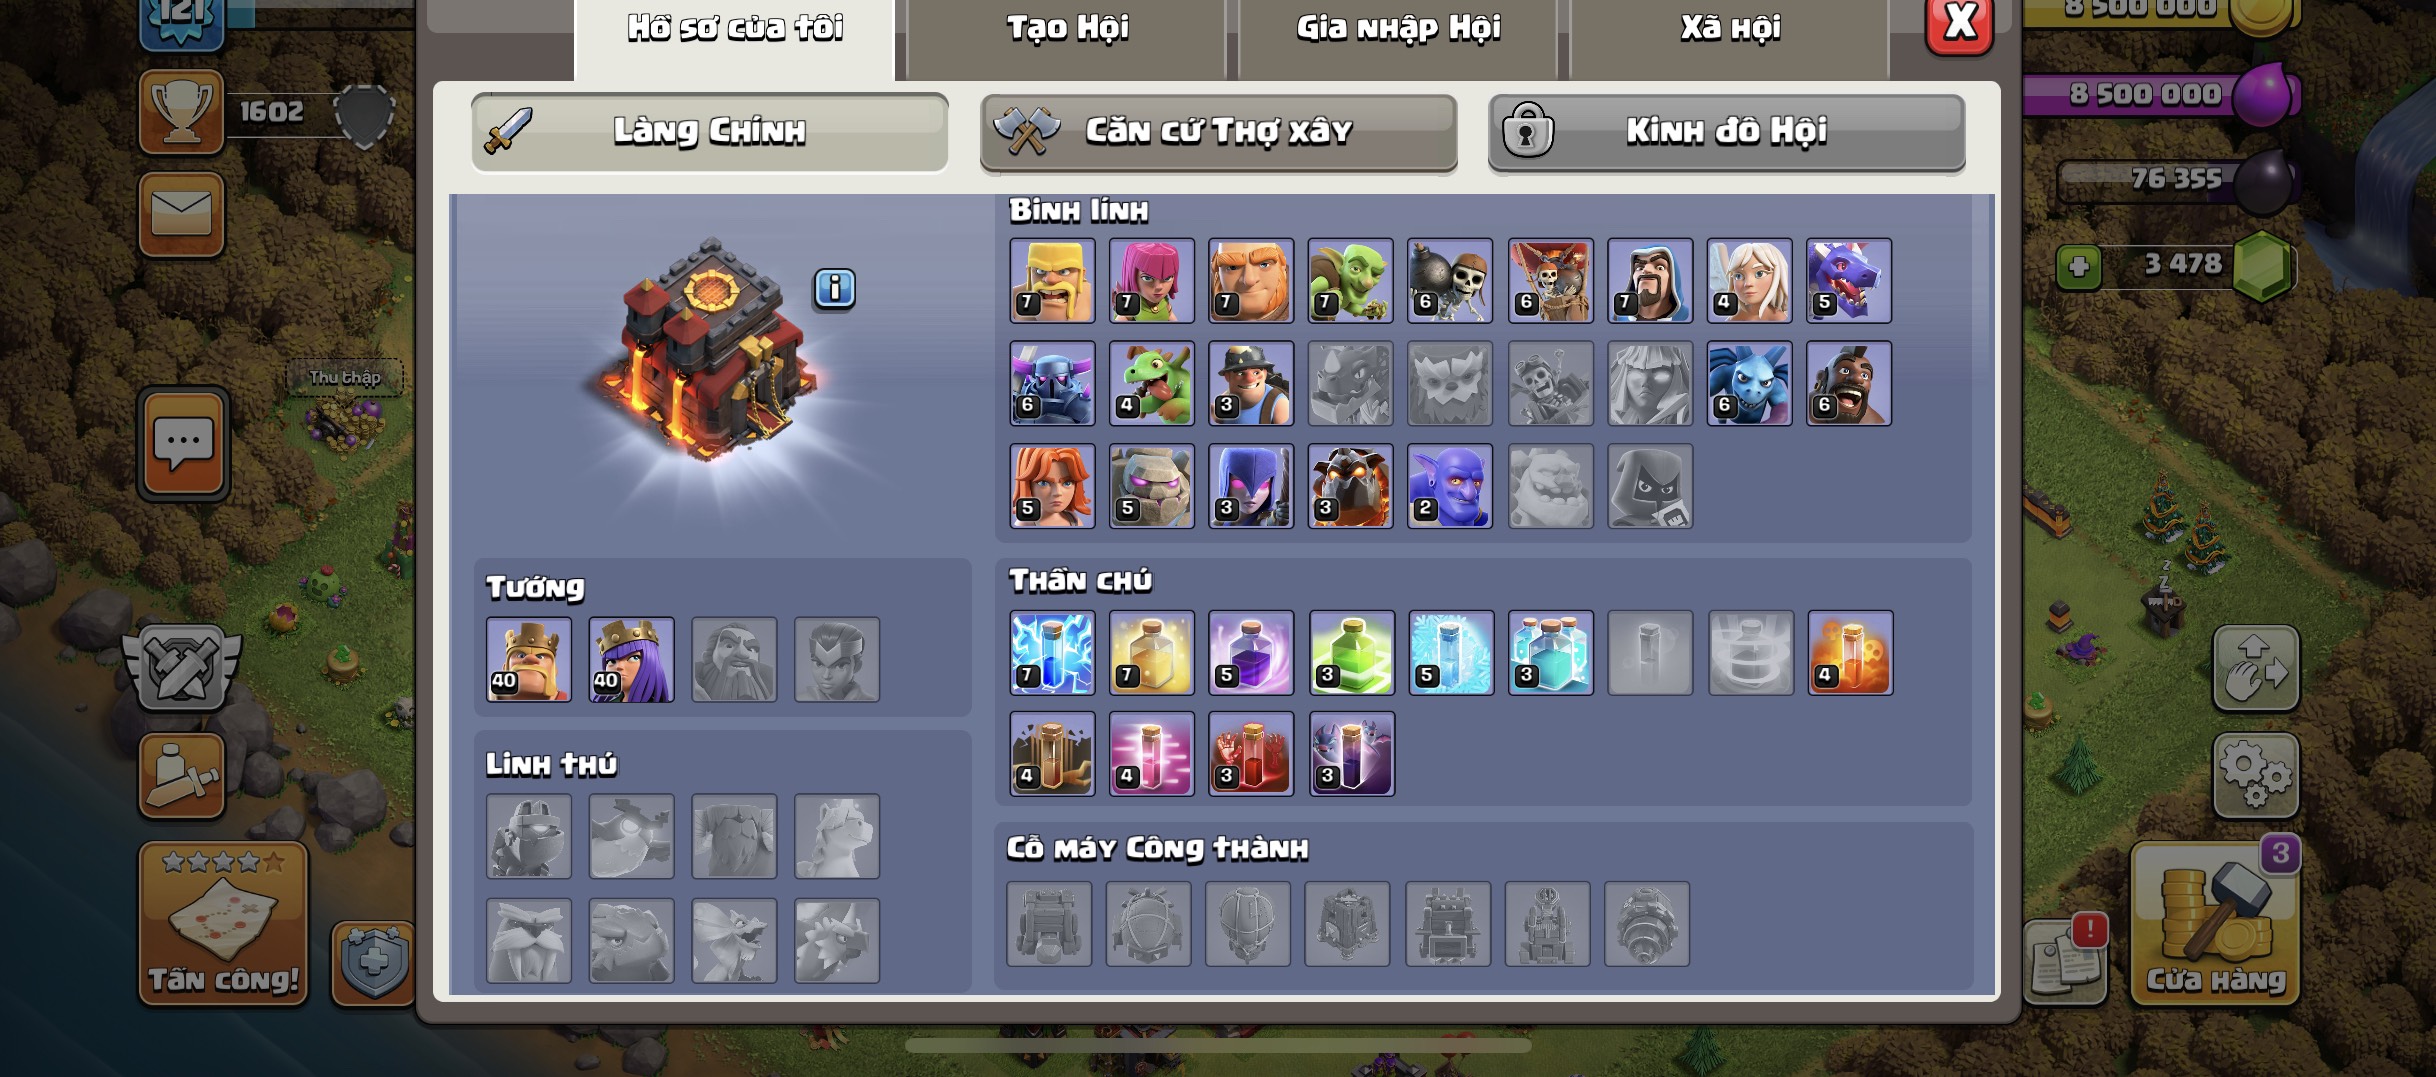 121
Hồ sơ của tôi
Tạo Hội
Gia nhập Hội
Xã hội
X
8 500 000
1602
Làng Chính
Căn cứ Thợ xây
Kinh đô Hội
8 500 000
76 355
3 478
Thu thập
i
Binh lính
7 7 7 7 6 6 7 4 5
6 4 3 6 6
5 5 3 3 2
Tướng
40 40
Thần chú
7 7 5 3 5 3 4
4 4 3 3
Linh thú
Cỗ máy Công thành
Tấn công!
z
Z
3
!
Cửa hàng